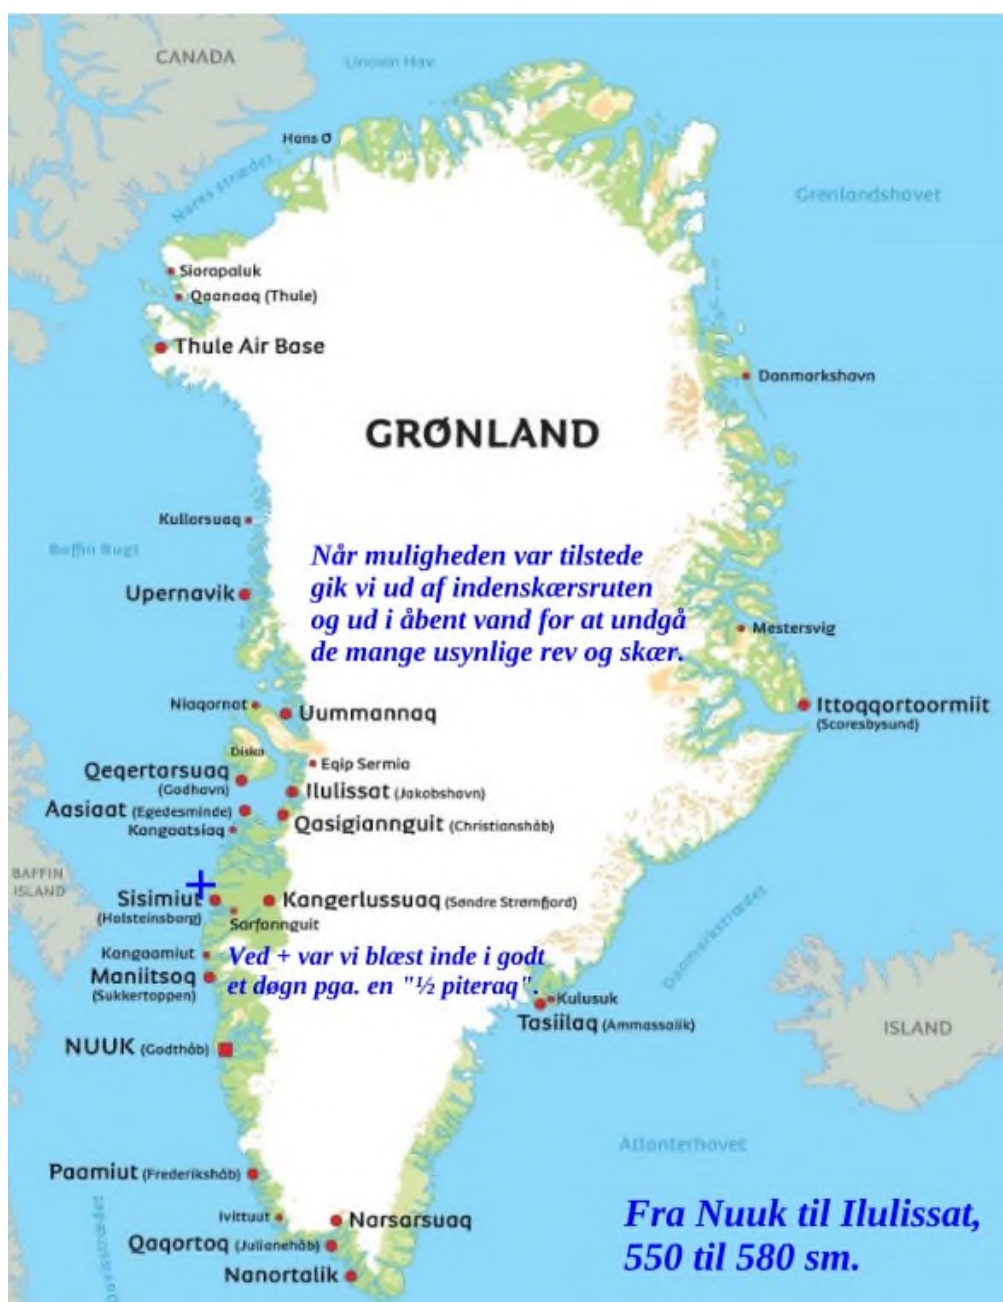 CANADA
Lincoln Hav
Hans Ø
Nares strædet
Grønlandshavet
Siorapaluk
Qaanaaq (Thule)
Thule Air Base
Danmarkshavn
GRØNLAND
Kullorsuaq
Baffin Bugt
Når muligheden var tilstede
gik vi ud af indenskærsruten
og ud i åbent vand for at undgå
de mange usynlige rev og skær.
Upernavik
Mestersvig
Niaqornat
Uummannaq
Ittoqqortoormiit
(Scoresbysund)
Disko
Eqip Sermia
Qeqertarsuaq
(Godhavn)
Ilulissat (Jakobshavn)
Aasiaat (Egedesminde)
Qasigiannguit (Christianshåb)
Kangaatsiaq
BAFFIN
ISLAND
+
Sisimiut
(Holsteinsborg)
Kangerlussuaq (Søndre Strømfjord)
Sarfannguit
Danmarksstrædet
Kangaamiut
Ved + var vi blæst inde i godt
et døgn pga. en "½ piteraq".
Maniitsoq
(Sukkertoppen)
Kulusuk
Tasiilaq (Ammassalik)
ISLAND
NUUK (Godthåb)
Atlanterhavet
Paamiut (Frederikshåb)
Davisstrædet
Ivittuut
Narsarsuaq
Qaqortoq (Julianehåb)
Nanortalik
Fra Nuuk til Ilulissat,
550 til 580 sm.